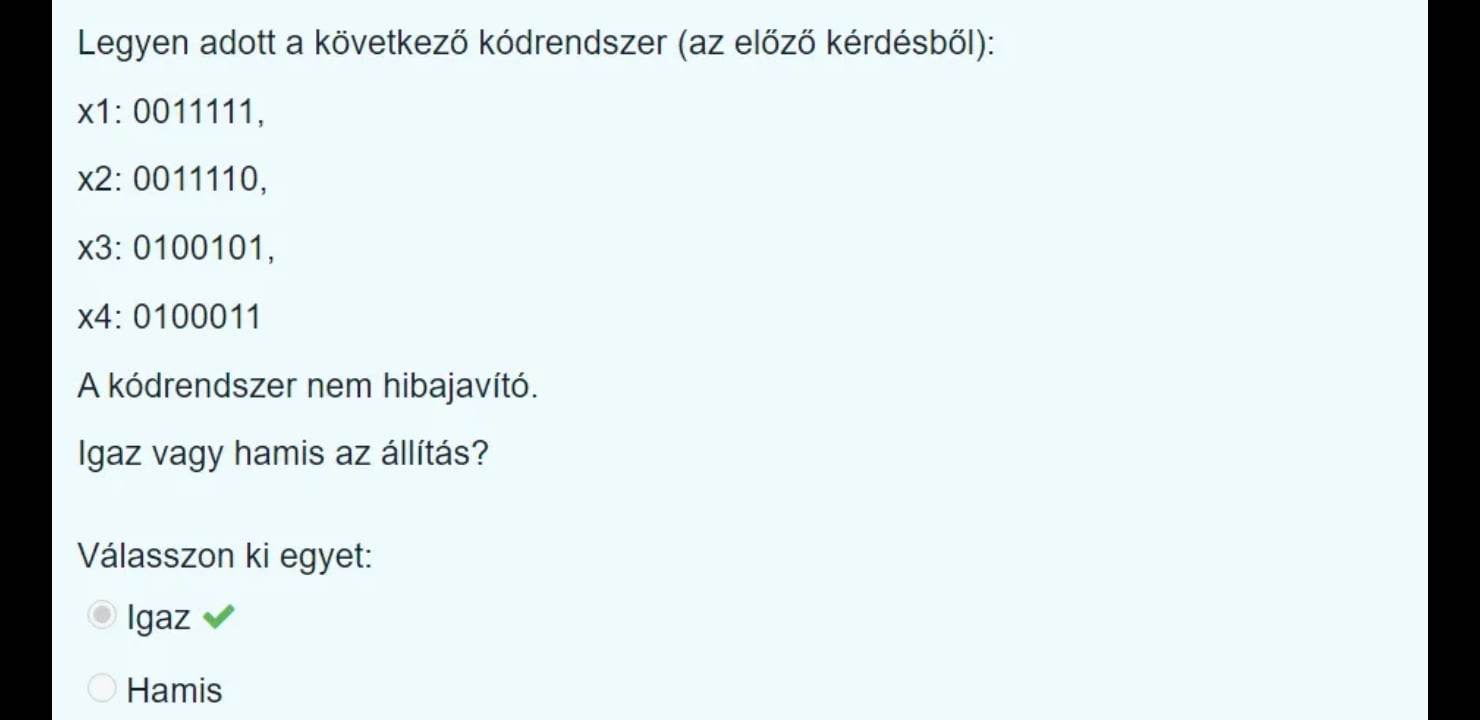 Legyen adott a következő kódrendszer (az előző kérdésből):
x1: 0011111,
x2: 0011110,
x3: 0100101,
x4: 0100011
A kódrendszer nem hibajavító.
Igaz vagy hamis az állítás?
Válasszon ki egyet:
Igaz
Hamis